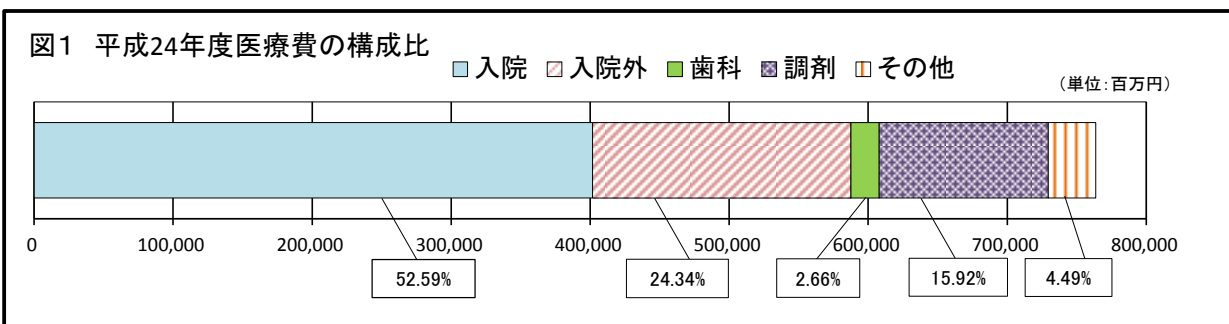 図1 平成24年度医療費の構成比
入院 入院外 歯科 調剤 その他
(単位:百万円)
0 100,000 200,000 300,000 400,000 500,000 600,000 700,000 800,000
52.59% 24.34% 2.66% 15.92% 4.49%